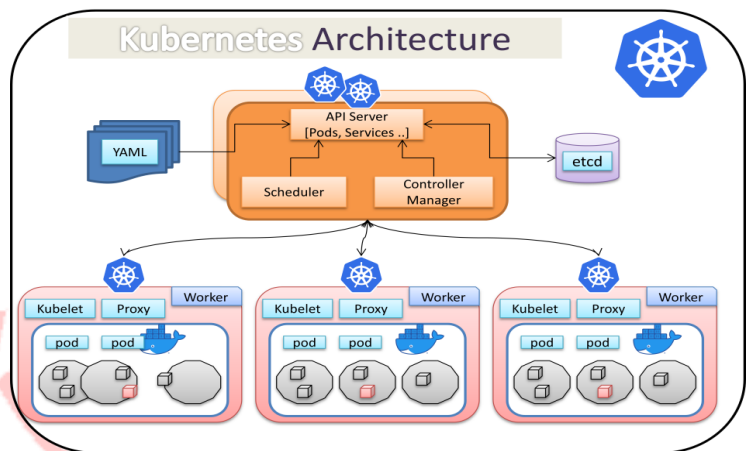 Kubernetes Architecture
API Server
[Pods, Services ..]
YAML
etcd
Scheduler
Controller
Manager
Worker
Kubelet
Proxy
pod
pod
Worker
Kubelet
Proxy
pod
pod
Worker
Kubelet
Proxy
pod
pod